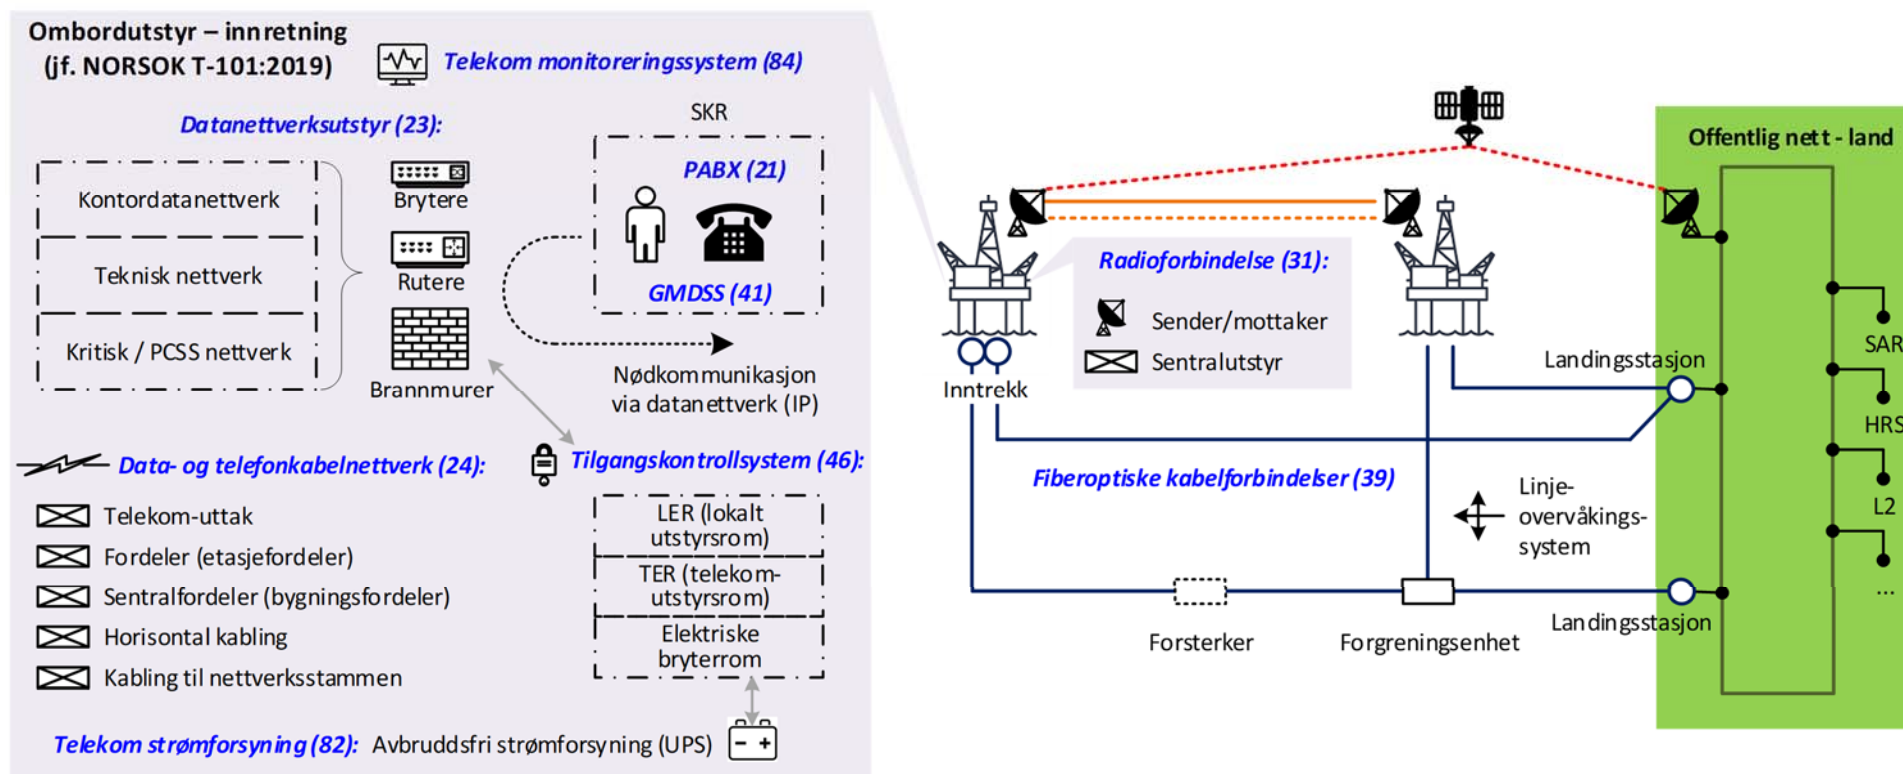 Ombordutstyr – innretning
(jf. NORSOK T-101:2019)
Telekom monitoreringssystem (84)
Datanettverksutstyr (23):
Kontordatanettverk
Teknisk nettverk
Kritisk / PCSS nettverk
Brytere
Rutere
Brannmurer
SKR
PABX (21)
GMDSS (41)
Nødkommunikasjon
via datanettverk (IP)
Data- og telefonkabelnettverk (24):
Telekom-uttak
Fordeler (etasjefordeler)
Sentralfordeler (bygningsfordeler)
Horisontal kabling
Kabling til nettverksstammen
Tilgangskontrollsystem (46):
LER (lokalt
utstyrsrom)
TER (telekom-
utstyrsrom)
Elektriske
bryterrom
Telekom strømforsyning (82): Avbruddsfri strømforsyning (UPS)
Radioforbindelse (31):
Sender/mottaker
Sentralutstyr
Inntrekk
Fiberoptiske kabelforbindelser (39)
Linje-
overvåkings-
system
Forsterker
Forgreningsenhet
Landingsstasjon
Landingsstasjon
Offentlig nett - land
SAR
HRS
L2
...